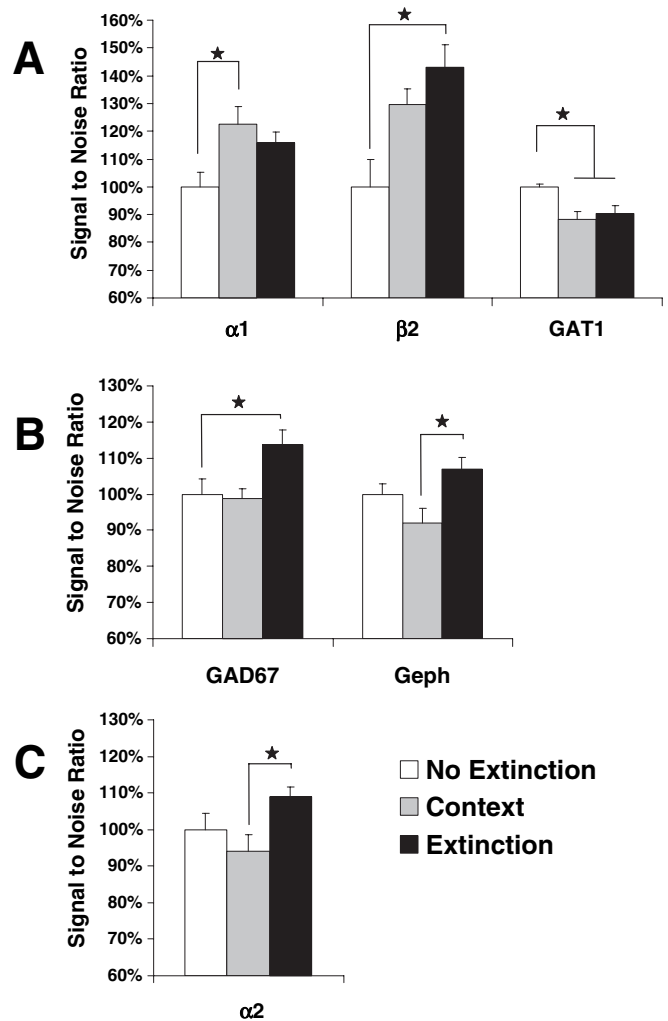 A
Signal to Noise Ratio
160%
150%
140%
130%
120%
110%
100%
90%
80%
70%
60%
★
★
★
α1 β2 GAT1
B
Signal to Noise Ratio
130%
120%
110%
100%
90%
80%
70%
60%
★
★
GAD67 Geph
C
Signal to Noise Ratio
130%
120%
110%
100%
90%
80%
70%
60%
★
α2
No Extinction
Context
Extinction